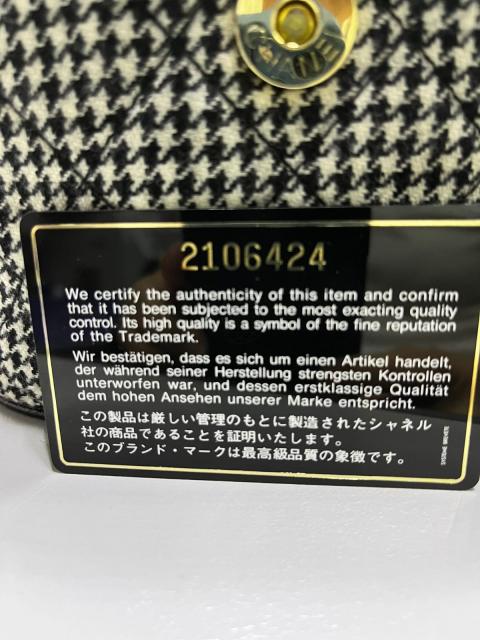 CHANEL
2106424
We certify the authenticity of this item and confirm
that it has been subjected to the most exacting quality
control. Its high quality is a symbol of the fine reputation
of the Trademark.
Wir bestätigen, dass es sich um einen Artikel handelt,
der während seiner Herstellung strengsten Kontrollen
unterworfen war, und dessen erstklassige Qualität
dem hohen Ansehen unserer Marke entspricht.
この製品は厳しい管理のもとに製造されたシャネル
社の商品であることを証明いたします。
このブランド・マークは最高級品質の象徴です。